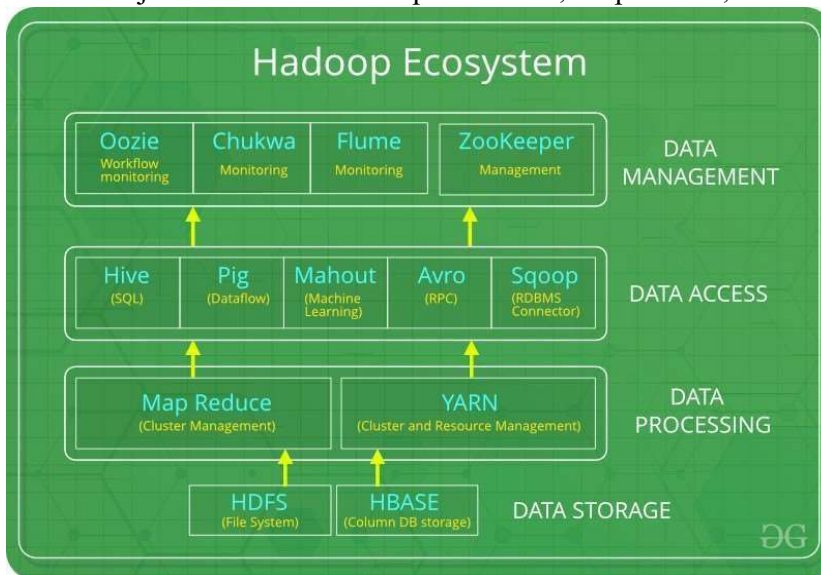 Hadoop Ecosystem
Oozie
Workflow
monitoring
Chukwa
Monitoring
Flume
Monitoring
ZooKeeper
Management
DATA
MANAGEMENT
Hive
(SQL)
Pig
(Dataflow)
Mahout
(Machine
Learning)
Avro
(RPC)
Sqoop
(RDBMS
Connector)
DATA ACCESS
Map Reduce
(Cluster Management)
YARN
(Cluster and Resource Management)
DATA
PROCESSING
HDFS
(File System)
HBASE
(Column DB storage)
DATA STORAGE